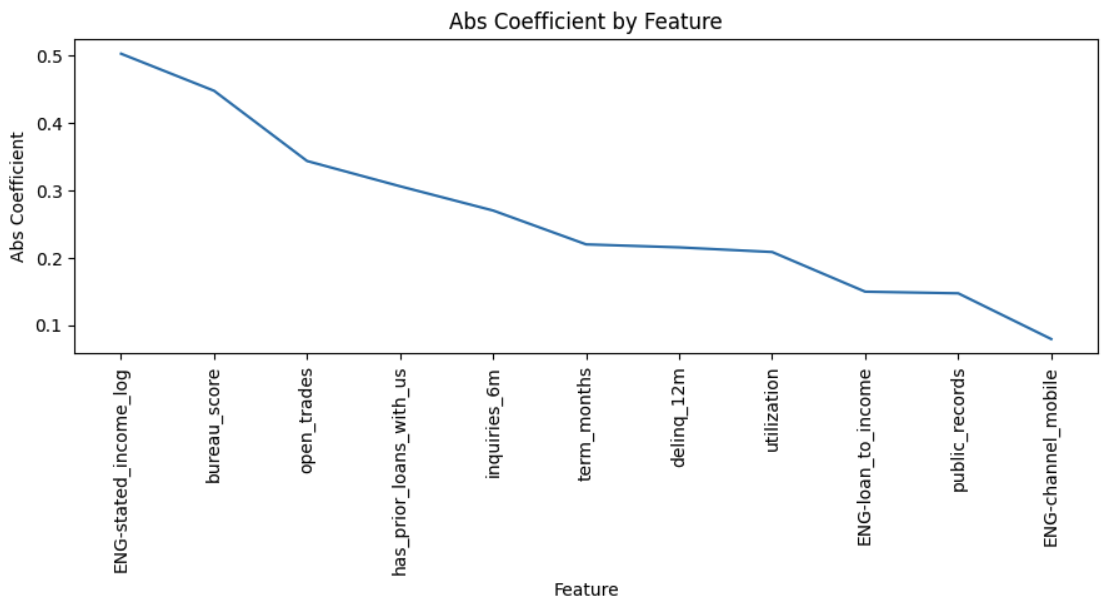 Abs Coefficient by Feature
Abs Coefficient
0.5
0.4
0.3
0.2
0.1
ENG-stated_income_log
bureau_score
open_trades
has_prior_loans_with_us
inquiries_6m
term_months
delinq_12m
utilization
ENG-loan_to_income
public_records
ENG-channel_mobile
Feature